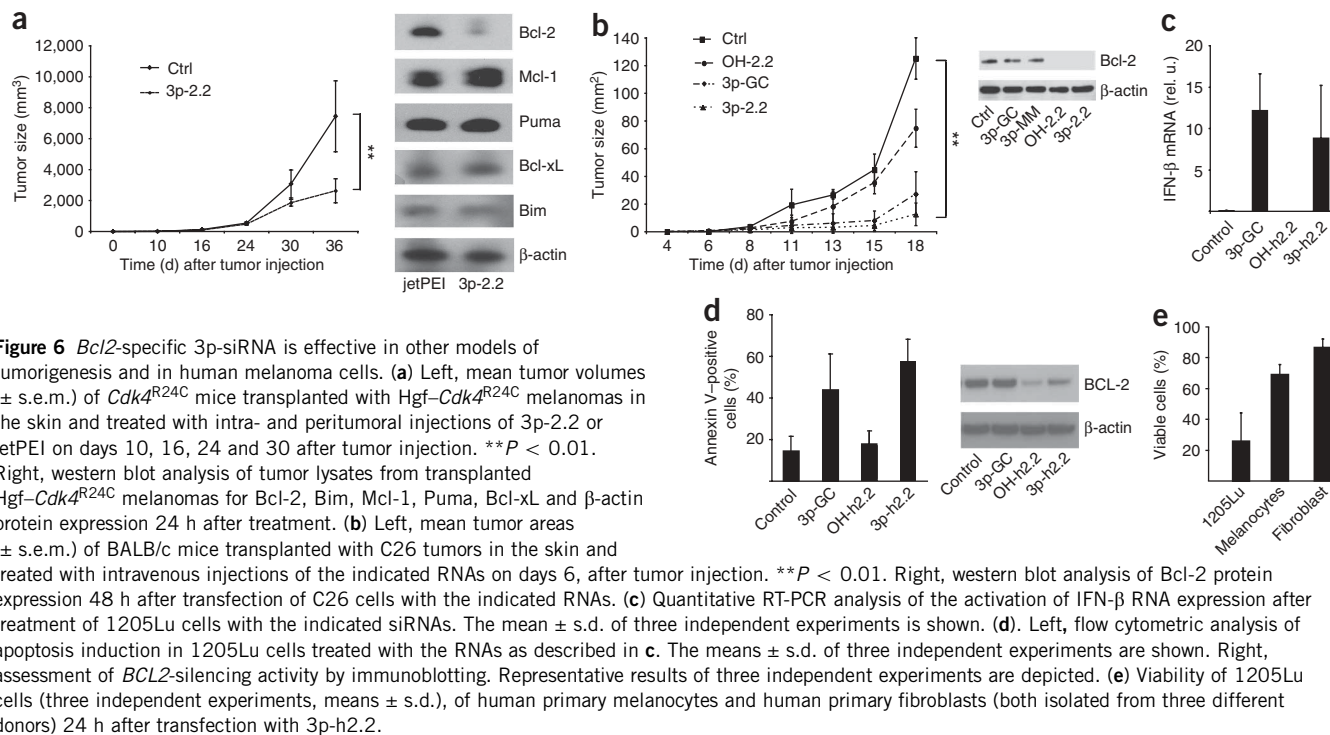 a
12,000
10,000
8,000
6,000
4,000
2,000
0
Tumor size (mm³)
Ctrl
3p-2.2
**
0 10 16 24 30 36
Time (d) after tumor injection
Bcl-2
Mcl-1
Puma
Bcl-xL
Bim
β-actin
jetPEI 3p-2.2
b
140
120
100
80
60
40
20
0
Tumor size (mm²)
Ctrl
OH-2.2
3p-GC
3p-2.2
**
4 6 8 11 13 15 18
Time (d) after tumor injection
Bcl-2
β-actin
Ctrl
3p-GC
3p-MM
OH-2.2
3p-2.2
c
20
15
10
5
IFN-β mRNA (rel. u.)
Control
3p-GC
OH-h2.2
3p-h2.2
d
80
60
40
20
Annexin V–positive
cells (%)
Control
3p-GC
OH-h2.2
3p-h2.2
BCL-2
β-actin
Control
3p-GC
OH-h2.2
3p-h2.2
e
100
80
60
40
20
Viable cells (%)
1205Lu
Melanocytes
Fibroblast
Figure 6 Bcl2-specific 3p-siRNA is effective in other models of
umorigenesis and in human melanoma cells. (a) Left, mean tumor volumes
(± s.e.m.) of Cdk4R24C mice transplanted with Hgf–Cdk4R24C melanomas in
he skin and treated with intra- and peritumoral injections of 3p-2.2 or
etPEI on days 10, 16, 24 and 30 after tumor injection. **P < 0.01.
Right, western blot analysis of tumor lysates from transplanted
Hgf–Cdk4R24C melanomas for Bcl-2, Bim, Mcl-1, Puma, Bcl-xL and β-actin
protein expression 24 h after treatment. (b) Left, mean tumor areas
(± s.e.m.) of BALB/c mice transplanted with C26 tumors in the skin and
reated with intravenous injections of the indicated RNAs on days 6, after tumor injection. **P < 0.01. Right, western blot analysis of Bcl-2 protein
expression 48 h after transfection of C26 cells with the indicated RNAs. (c) Quantitative RT-PCR analysis of the activation of IFN-β RNA expression after
reatment of 1205Lu cells with the indicated siRNAs. The mean ± s.d. of three independent experiments is shown. (d). Left, flow cytometric analysis of
apoptosis induction in 1205Lu cells treated with the RNAs as described in c. The means ± s.d. of three independent experiments are shown. Right,
assessment of BCL2-silencing activity by immunoblotting. Representative results of three independent experiments are depicted. (e) Viability of 1205Lu
cells (three independent experiments, means ± s.d.), of human primary melanocytes and human primary fibroblasts (both isolated from three different
donors) 24 h after transfection with 3p-h2.2.